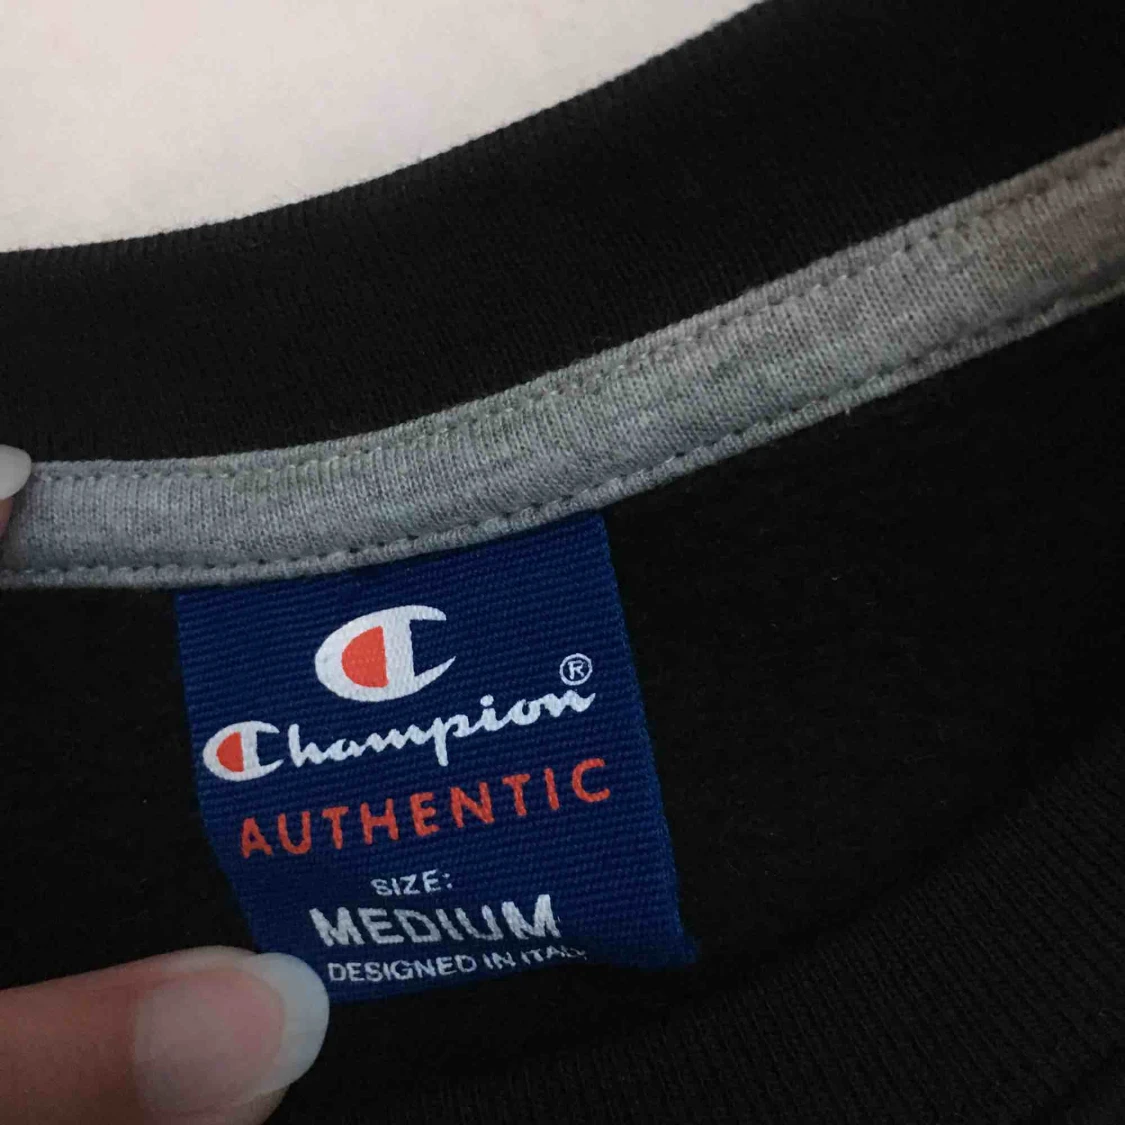 Champion®
AUTHENTIC
SIZE:
MEDIUM
DESIGNED IN ITALY